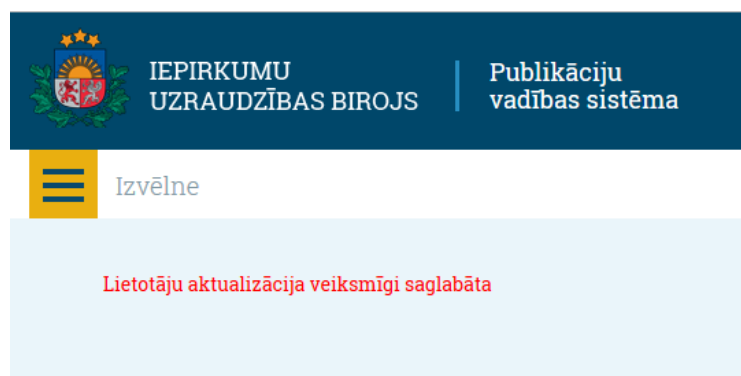 IEPIRKUMU
UZRAUDZĪBAS BIROJS
Publikāciju
vadības sistēma
Izvēlne
Lietotāju aktualizācija veiksmīgi saglabāta